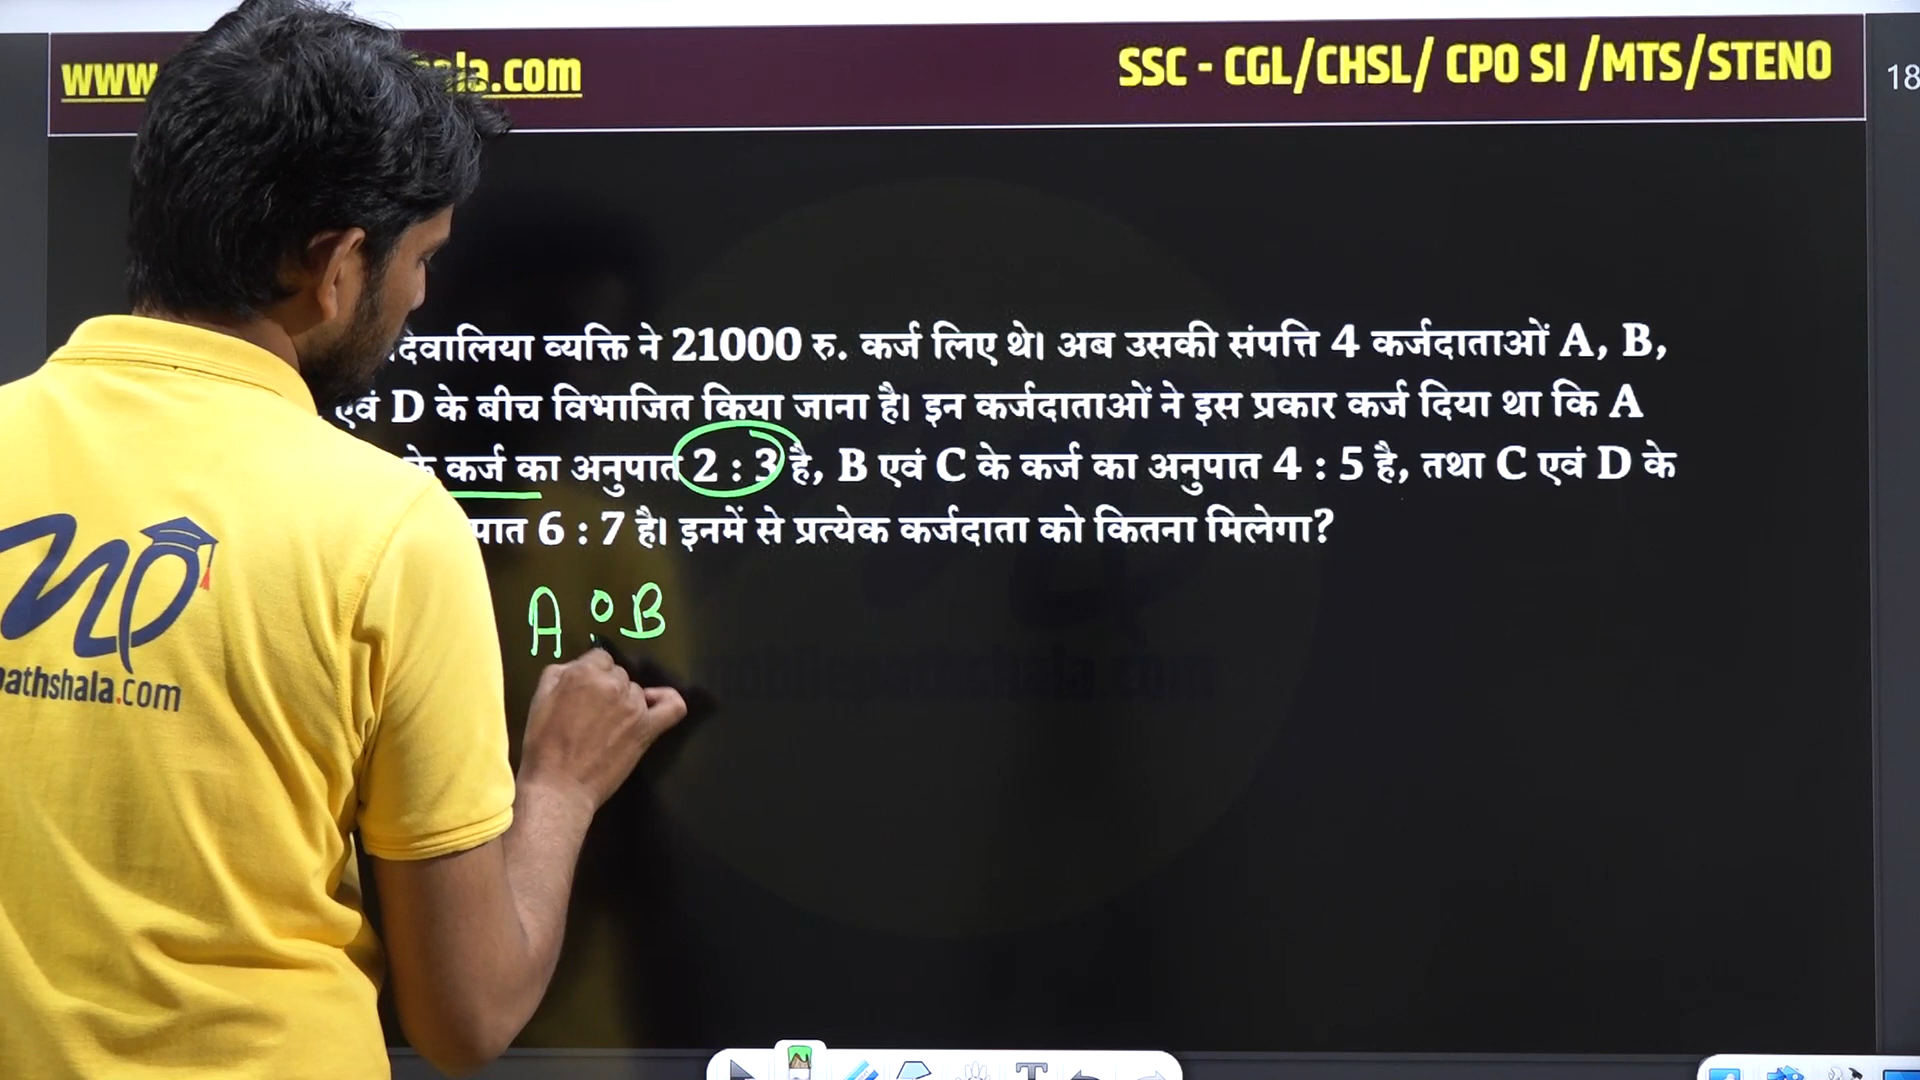 www. la.com
SSC - CGL/CHSL/ CPO SI /MTS/STENO
18
दिवालिया व्यक्ति ने 21000 रु. कर्ज लिए थे। अब उसकी संपत्ति 4 कर्जदाताओं A, B,
एवं D के बीच विभाजित किया जाना है। इन कर्जदाताओं ने इस प्रकार कर्ज दिया था कि A
के कर्ज का अनुपात 2 : 3 है, B एवं C के कर्ज का अनुपात 4 : 5 है, तथा C एवं D के
पात 6 : 7 है। इनमें से प्रत्येक कर्जदाता को कितना मिलेगा?
A : B
pathshala.com